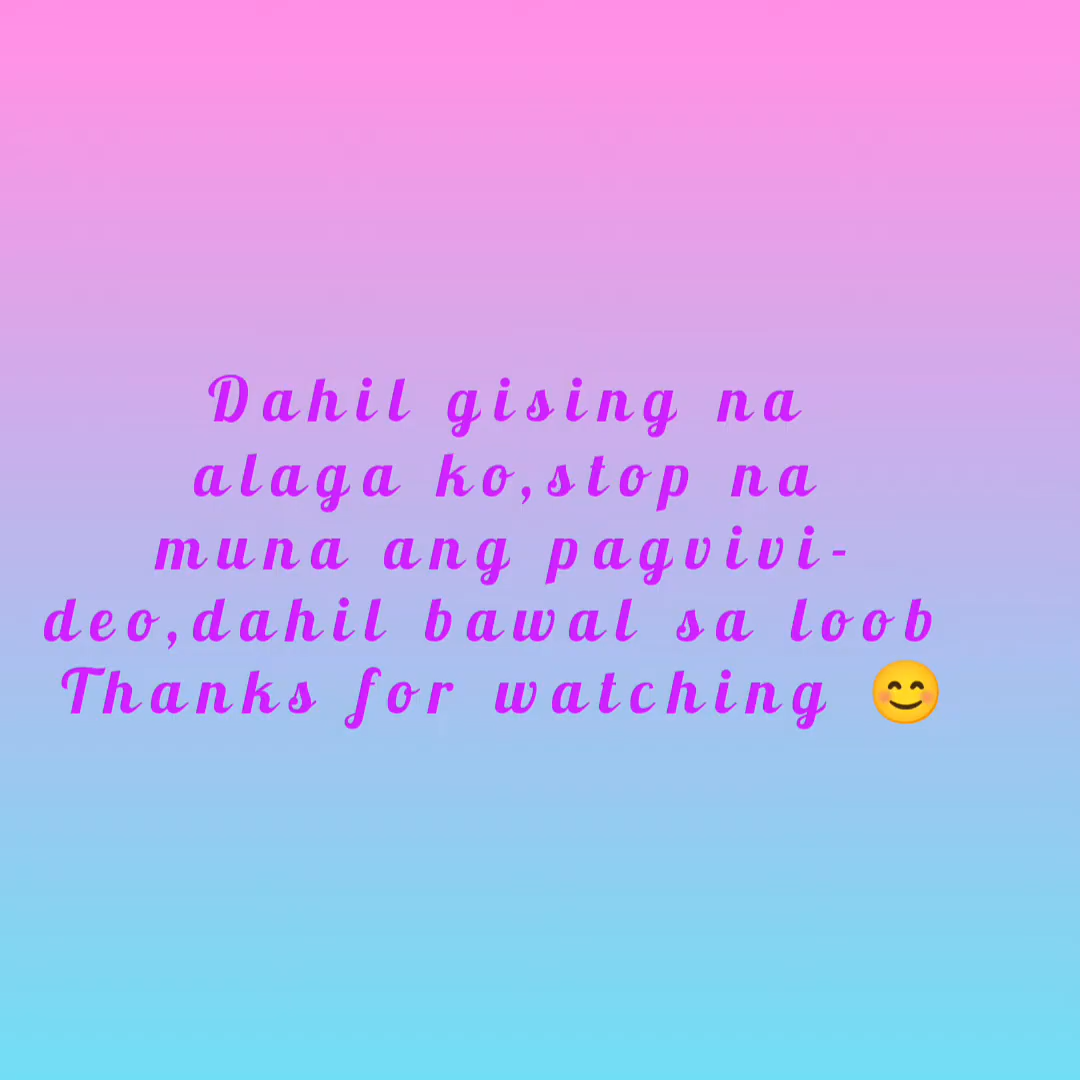 Dahil gising na
alaga ko,stop na
muna ang pagvivi-
deo,dahil bawal sa loob
Thanks for watching 😊